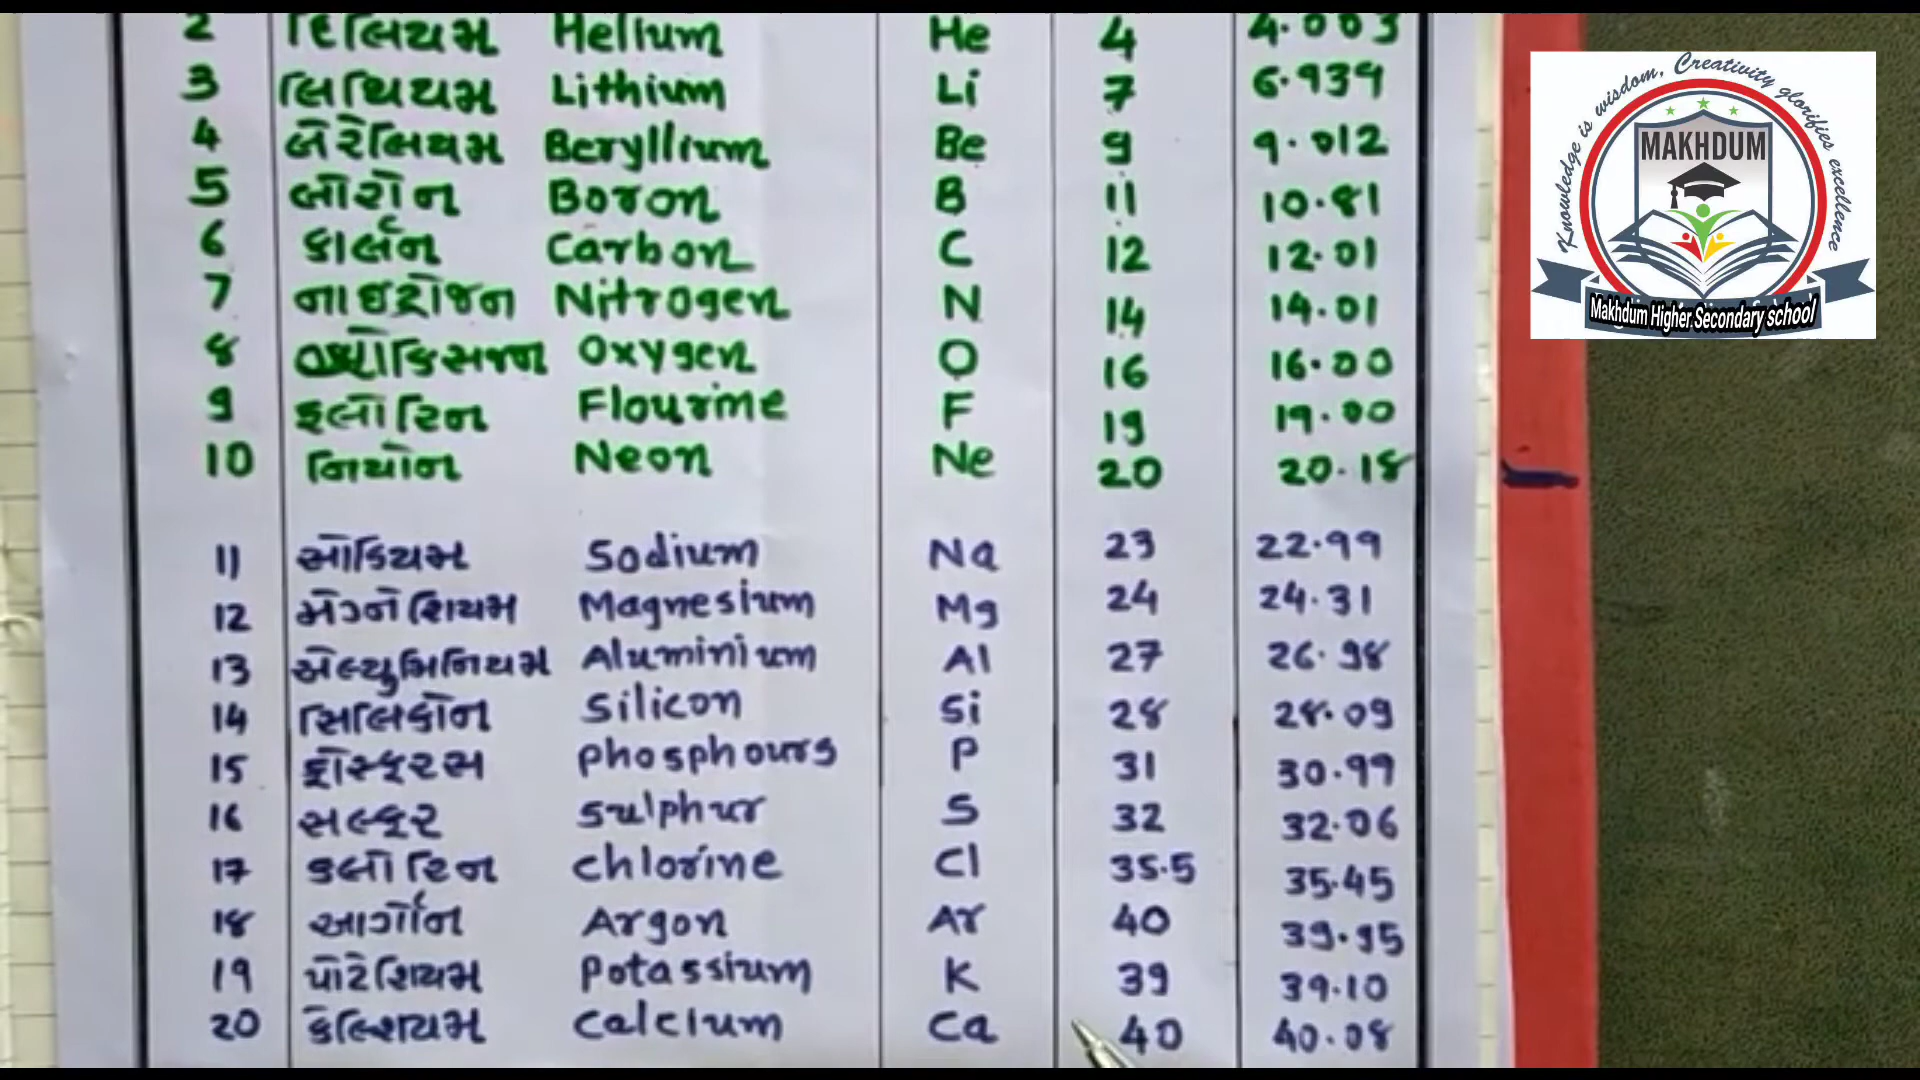 2 હિલિયમ Helium He 4 4.003
3 લિથિયમ Lithium Li 7 6.939
4 બેરેલિયમ Beryllium Be 9 9.012
5 બોરોન Boron B 11 10.81
6 કાર્બન Carbon C 12 12.01
7 નાઇટ્રોજન Nitrogen N 14 14.01
8 ઓક્સિજન Oxygen O 16 16.00
9 ફ્લોરિન Flourine F 19 19.00
10 નિયોન Neon Ne 20 20.18
11 સોડિયમ Sodium Na 23 22.99
12 મેગ્નેશિયમ Magnesium Mg 24 24.31
13 એલ્યુમિનિયમ Aluminium Al 27 26.98
14 સિલિકોન Silicon Si 28 28.09
15 ફોસ્ફરસ Phosphours P 31 30.99
16 સલ્ફર Sulphur S 32 32.06
17 ક્લોરિન Chlorine Cl 35.5 35.45
18 આર્ગોન Argon Ar 40 39.95
19 પોટેશિયમ Potassium K 39 39.10
20 કેલ્શિયમ Calcium Ca 40 40.08
Knowledge is wisdom, Creativity glorifies excellence
MAKHDUM
Makhdum Higher Secondary school